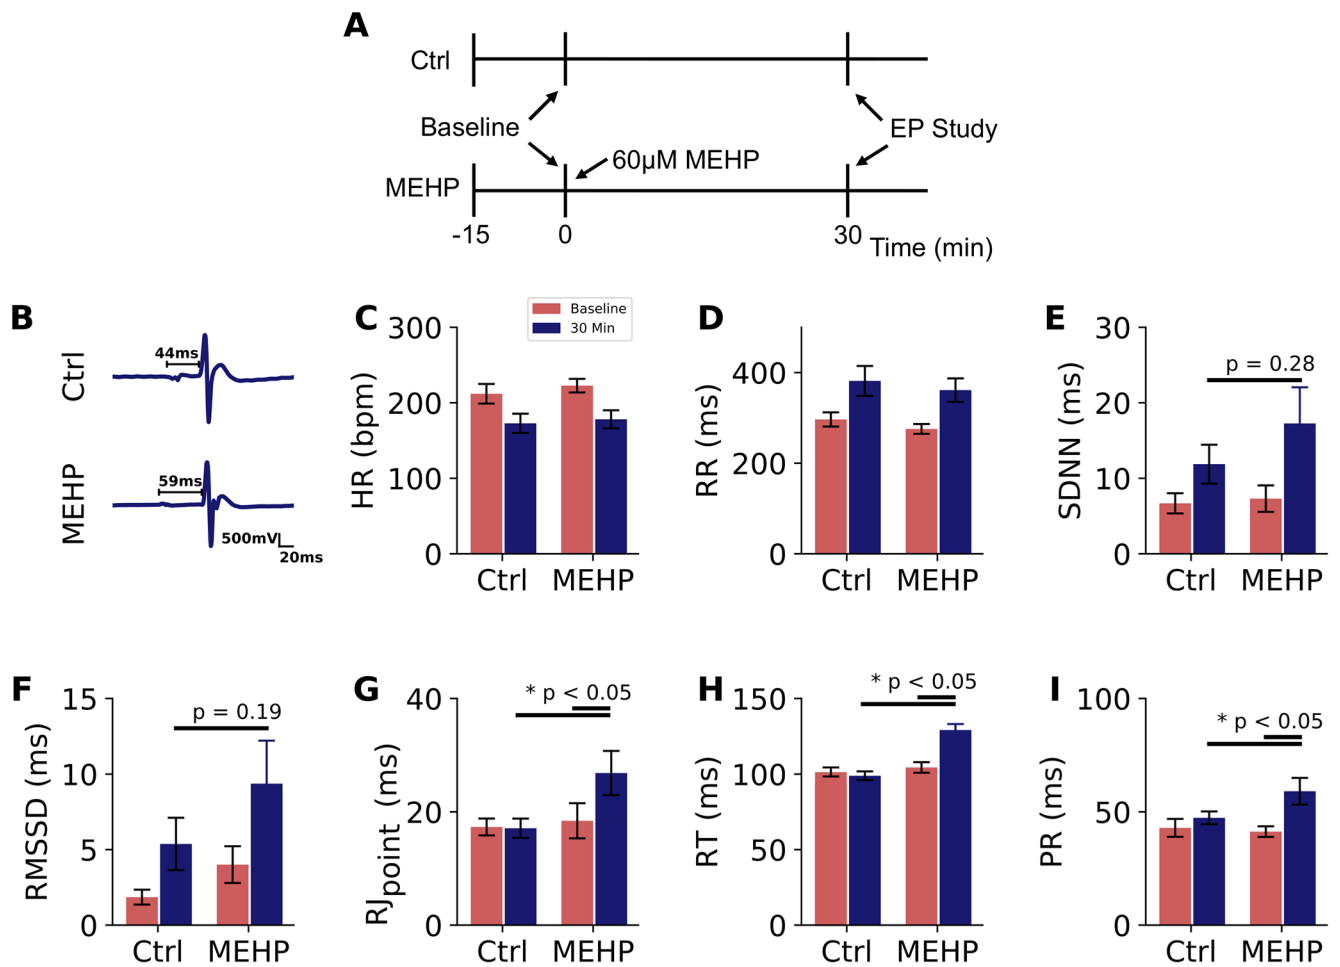 A
Ctrl
Baseline
EP Study
60μM MEHP
MEHP
-15
0
30
Time (min)
B
Ctrl
44ms
MEHP
59ms
500mV
20ms
C
Baseline
30 Min
HR (bpm)
300
200
100
0
Ctrl
MEHP
D
RR (ms)
400
200
0
Ctrl
MEHP
E
SDNN (ms)
30
20
10
0
p = 0.28
Ctrl
MEHP
F
RMSSD (ms)
15
10
5
0
p = 0.19
Ctrl
MEHP
G
RJpoint (ms)
40
20
0
* p < 0.05
Ctrl
MEHP
H
RT (ms)
150
100
50
0
* p < 0.05
Ctrl
MEHP
I
PR (ms)
100
50
0
* p < 0.05
Ctrl
MEHP